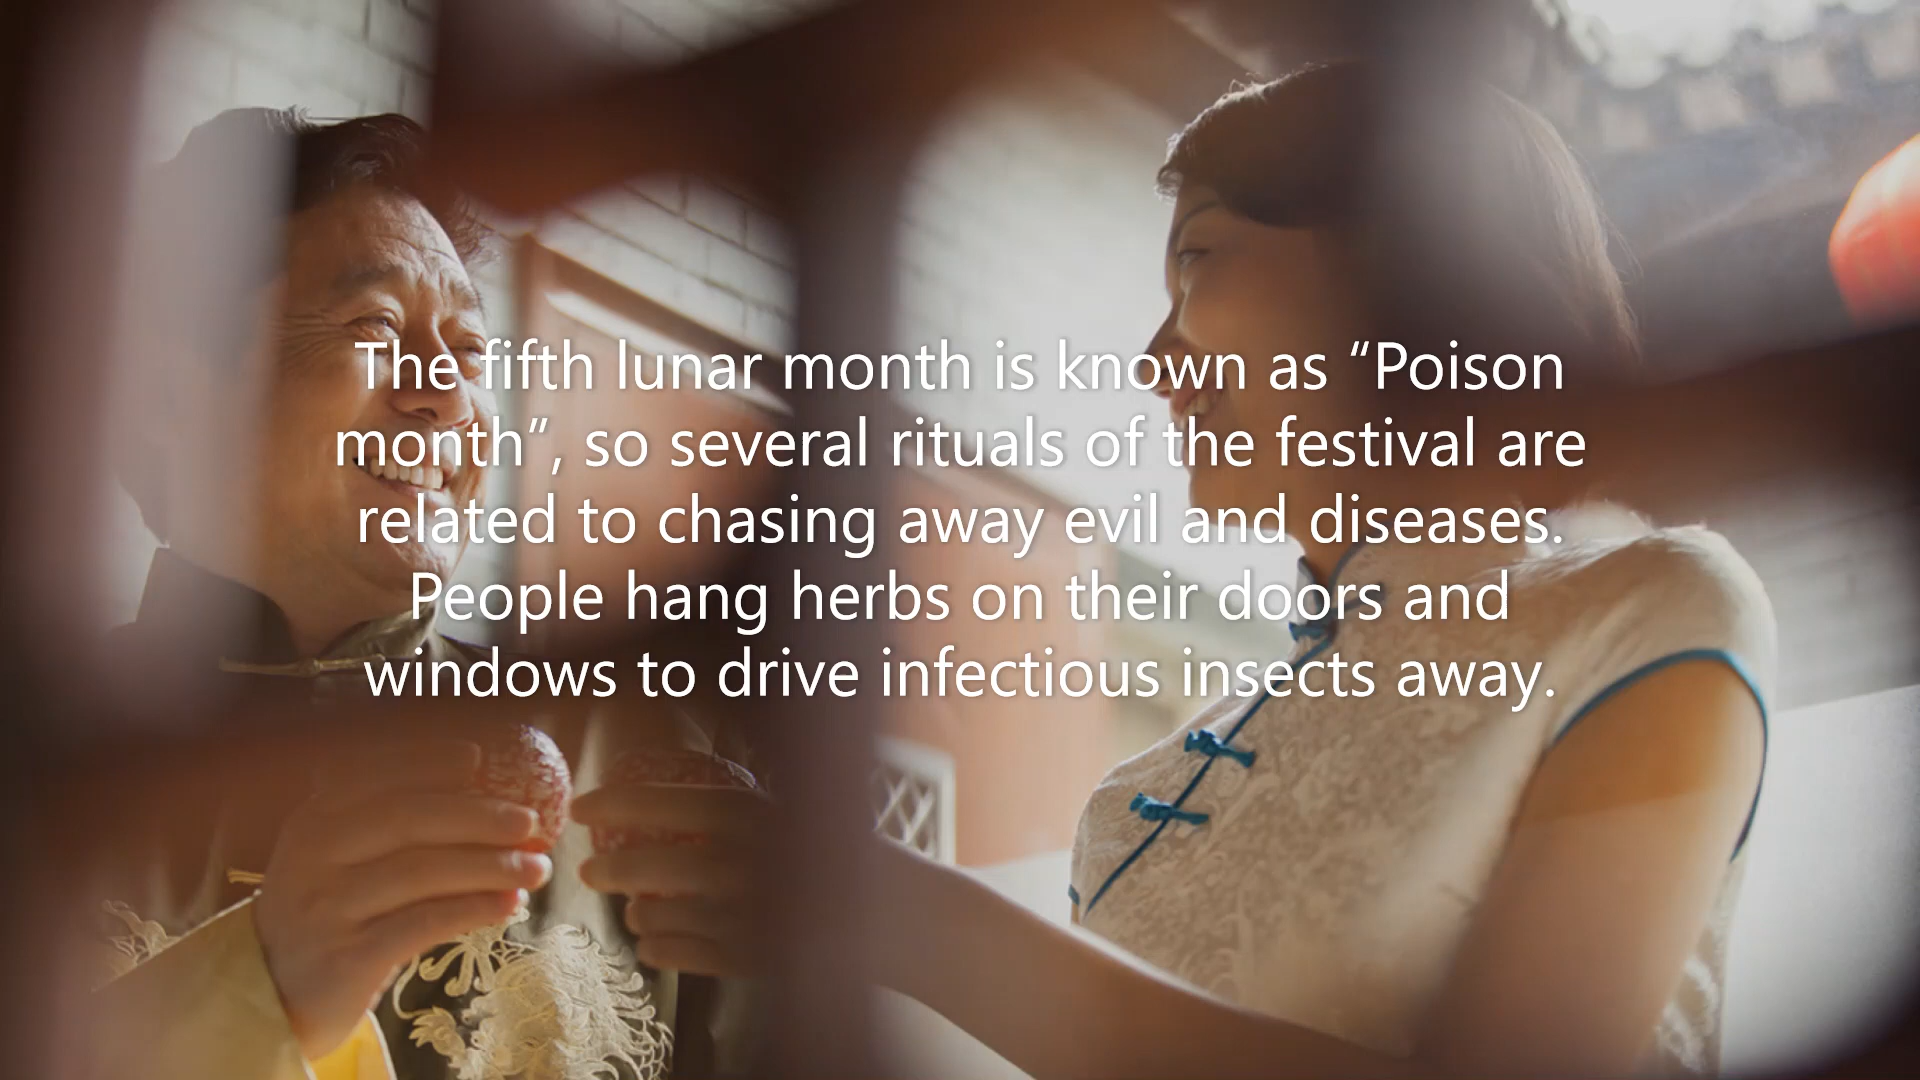 The fifth lunar month is known as “Poison
month”, so several rituals of the festival are
related to chasing away evil and diseases.
People hang herbs on their doors and
windows to drive infectious insects away.